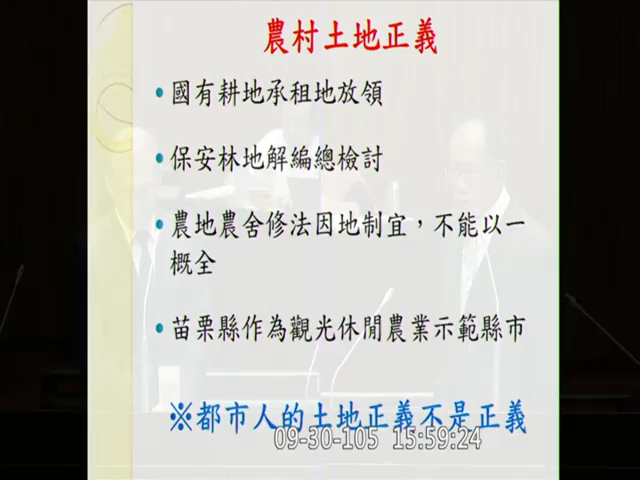 農村土地正義
• 國有耕地承租地放領
• 保安林地解編總檢討
• 農地農舍修法因地制宜，不能以一
概全
• 苗栗縣作為觀光休閒農業示範縣市
※都市人的土地正義不是正義
09-30-105 15:59:24